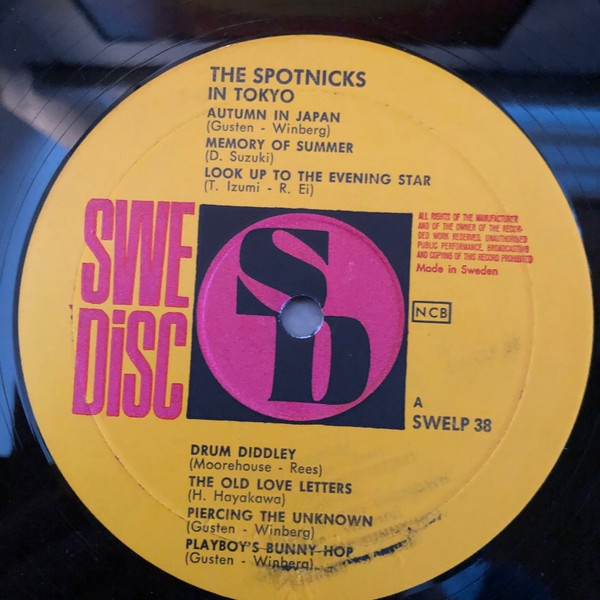 THE SPOTNICKS
IN TOKYO
AUTUMN IN JAPAN
(Gusten - Winberg)
MEMORY OF SUMMER
(D. Suzuki)
LOOK UP TO THE EVENING STAR
(T. Izumi - R. Ei)
SWE
DiSC
SD
ALL RIGHTS OF THE MANUFACTURER
AND OF THE OWNER OF THE RECOR-
DED WORK RESERVED. UNAUTHORISED
PUBLIC PERFORMANCE, BROADCASTING
AND COPYING OF THIS RECORD PROHIBITED
Made in Sweden
NCB
A
SWELP 38
DRUM DIDDLEY
(Moorehouse - Rees)
THE OLD LOVE LETTERS
(H. Hayakawa)
PIERCING THE UNKNOWN
(Gusten - Winberg)
PLAYBOY'S BUNNY-HOP
(Gusten - Winberg)